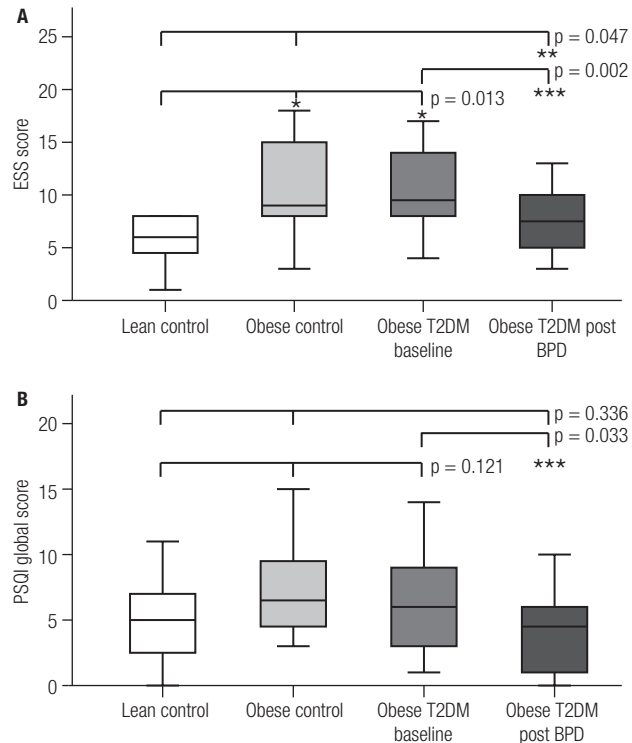 A
25
20
15
10
5
0
ESS score
p = 0.047
**
p = 0.002
p = 0.013
***
*
*
Lean control
Obese control
Obese T2DM
baseline
Obese T2DM post
BPD
B
20
15
10
5
0
PSQI global score
p = 0.336
p = 0.033
p = 0.121
***
Lean control
Obese control
Obese T2DM
baseline
Obese T2DM
post BPD